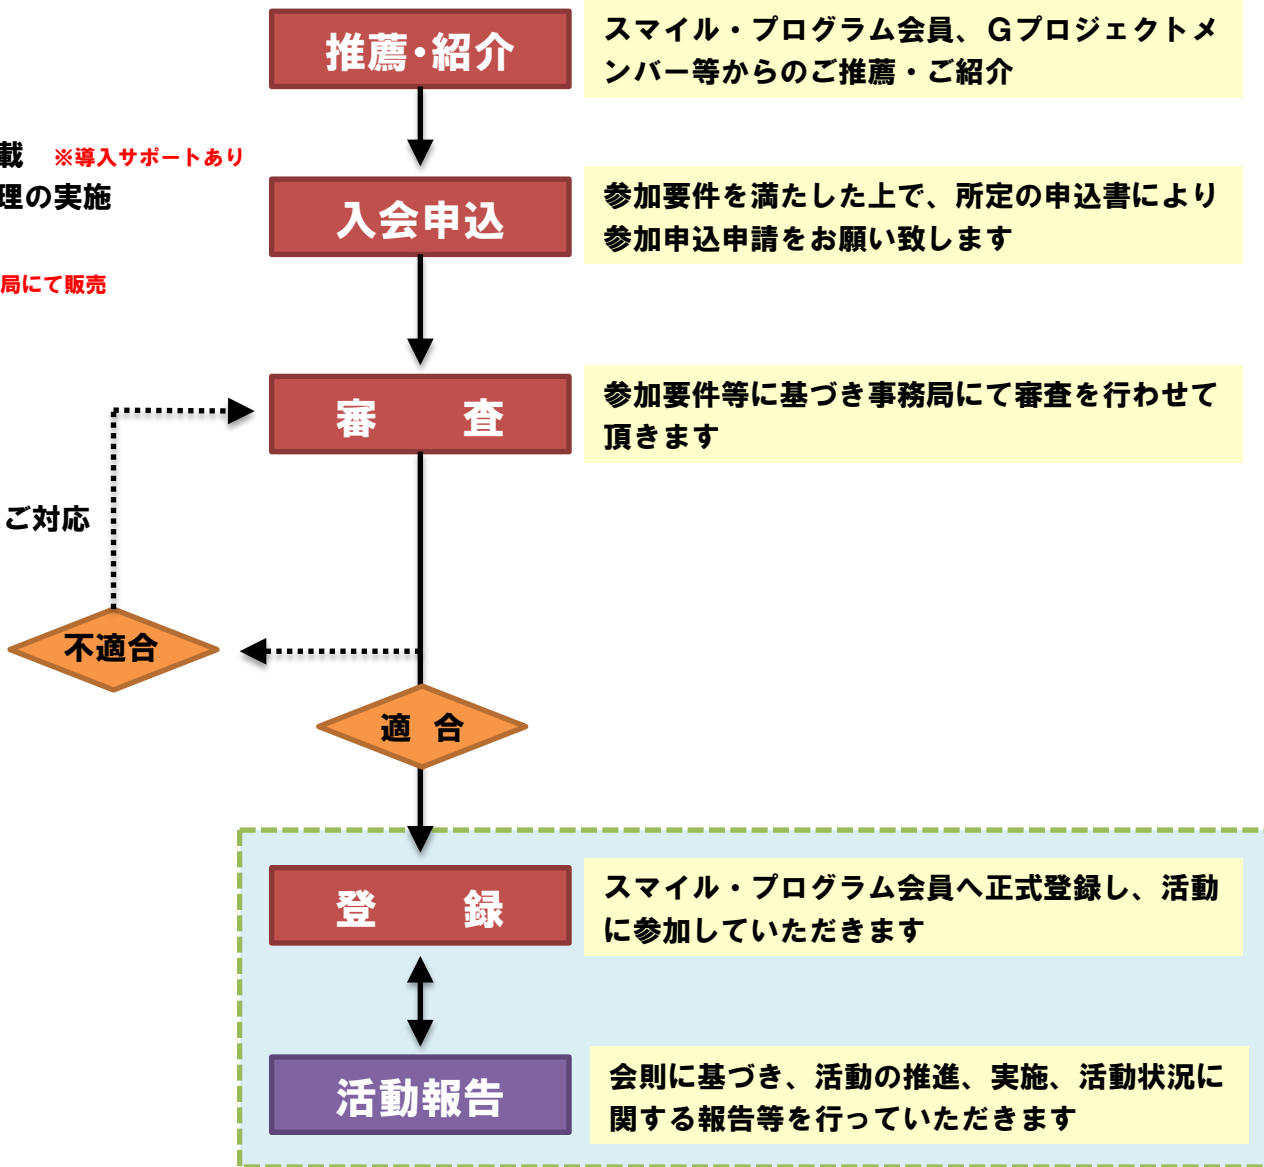 推薦・紹介
スマイル・プログラム会員、Ｇプロジェクトメ
ンバー等からのご推薦・ご紹介
載　※導入サポートあり
理の実施
入会申込
参加要件を満たした上で、所定の申込書により
参加申込申請をお願い致します
局にて販売
審　査
参加要件等に基づき事務局にて審査を行わせて
頂きます
ご対応
不適合
適 合
登　録
スマイル・プログラム会員へ正式登録し、活動
に参加していただきます
活動報告
会則に基づき、活動の推進、実施、活動状況に
関する報告等を行っていただきます